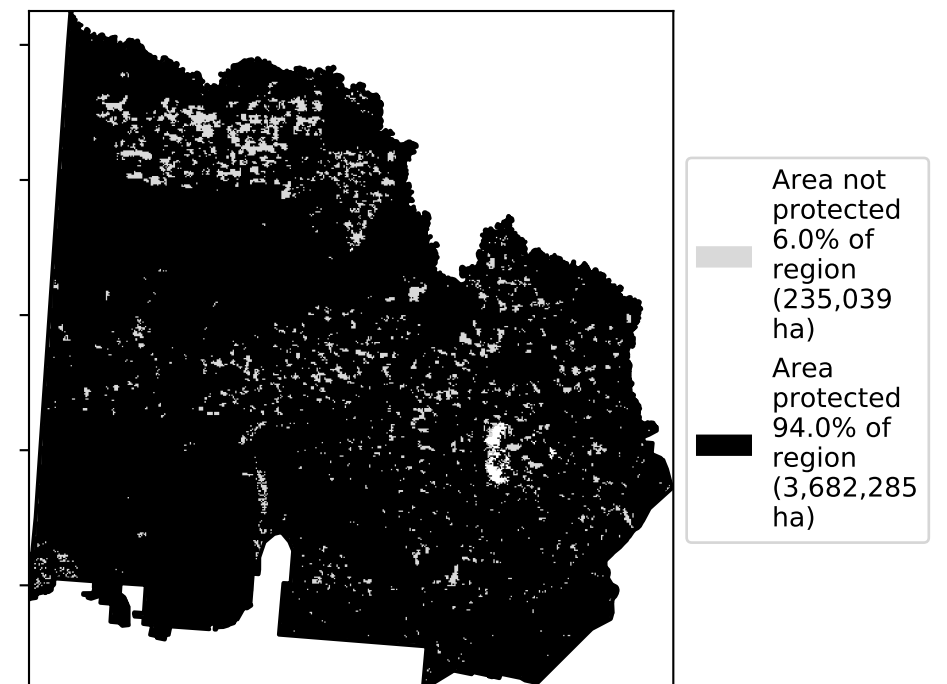 Area not
protected
6.0% of
region
(235,039
ha)
Area
protected
94.0% of
region
(3,682,285
ha)